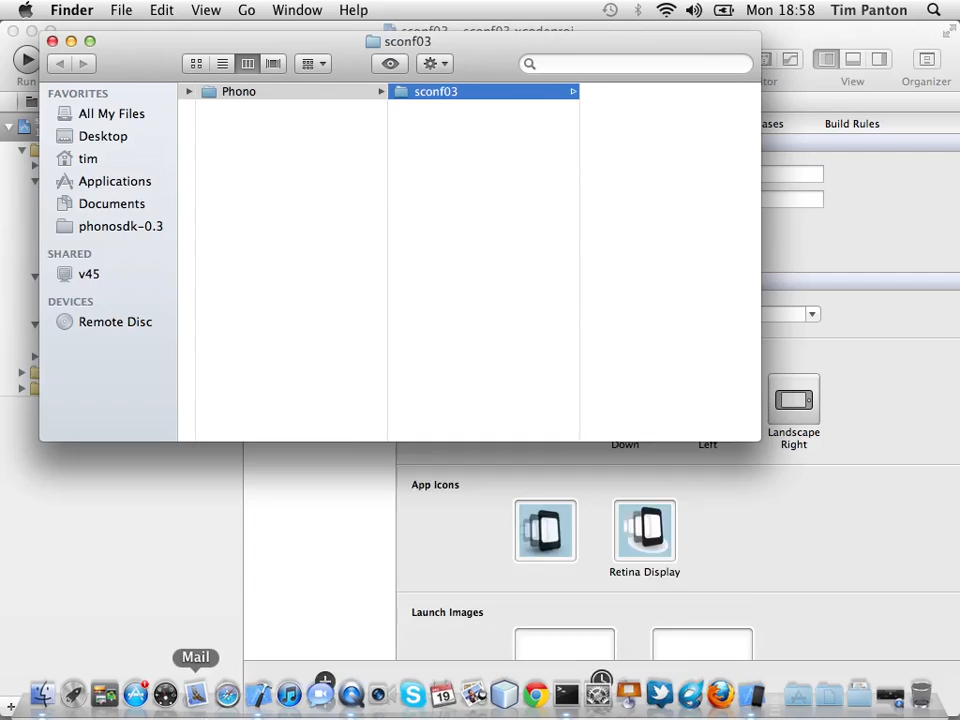 Finder File Edit View Go Window Help Mon 18:58 Tim Panton
sconf03
Run
View
Organizer
FAVORITES
All My Files
Desktop
tim
Applications
Documents
phonosdk-0.3
SHARED
v45
DEVICES
Remote Disc
Phono
sconf03
Build Rules
Landscape
Right
Down
Left
App Icons
Retina Display
Launch Images
Mail
19